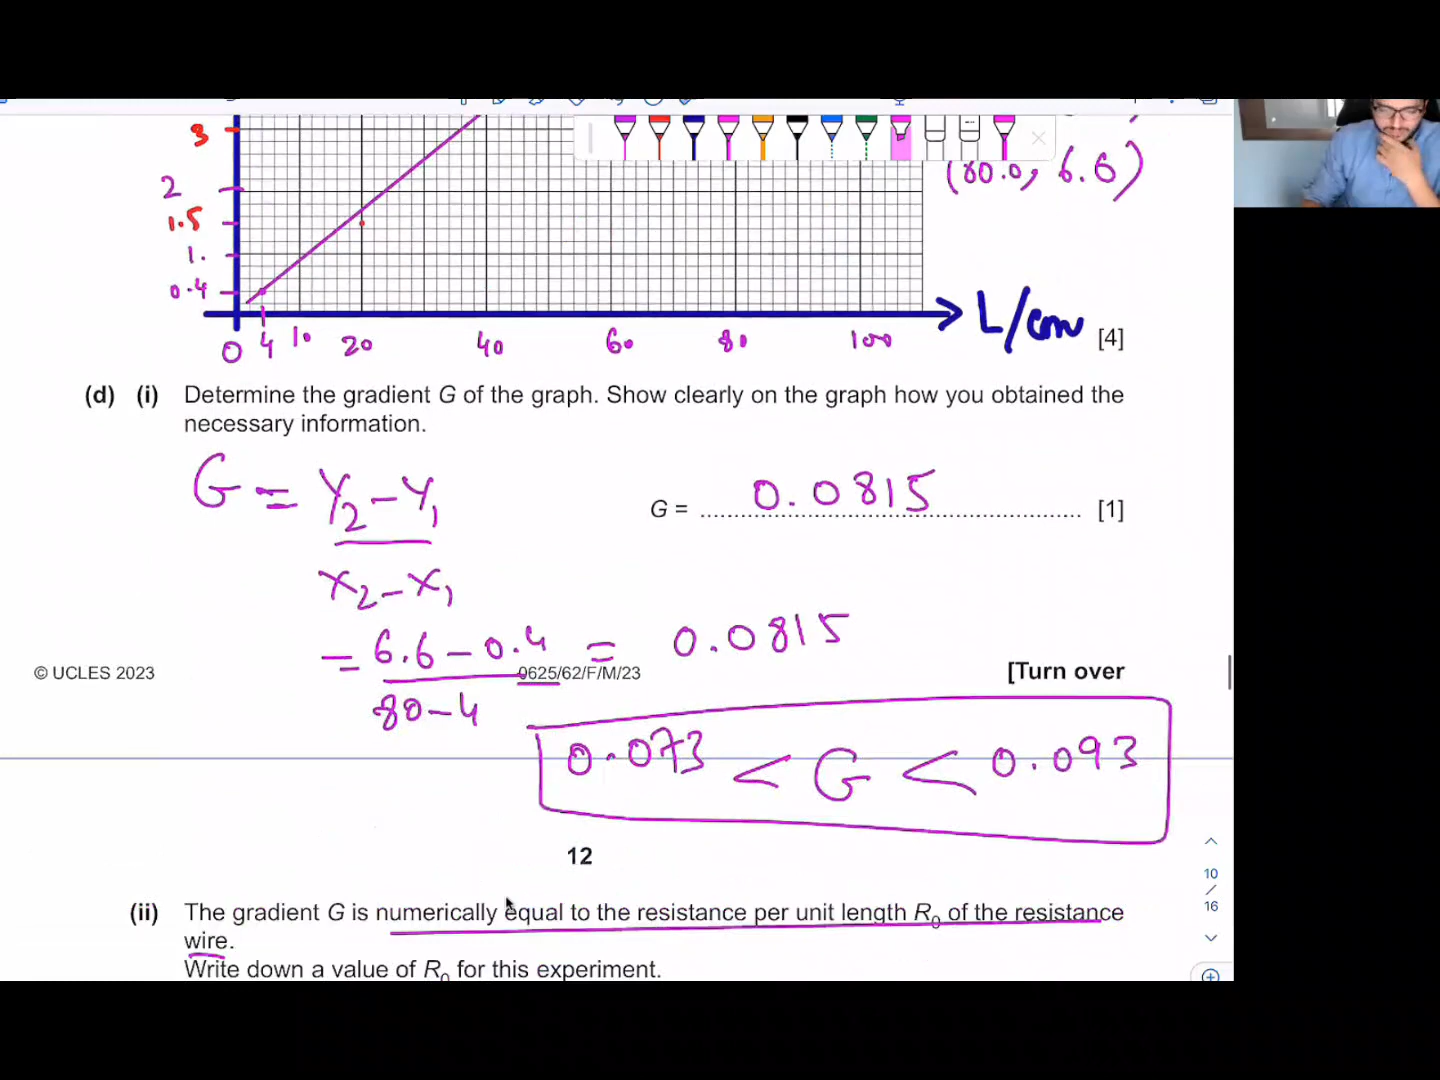 3
(80.0, 6.6)
2
1.5
1.
0.4
0 4 10 20 40 60 80 100
L/cm
[4]
(d) (i) Determine the gradient G of the graph. Show clearly on the graph how you obtained the
necessary information.
G = Y2 - Y1
X2 - X1
G = 0.0815 [1]
= 6.6 - 0.4 = 0.0815
80 - 4
© UCLES 2023 0625/62/F/M/23 [Turn over
0.073 < G < 0.093
12
10
/
16
(ii) The gradient G is numerically equal to the resistance per unit length R0 of the resistance
wire.
Write down a value of R0 for this experiment.